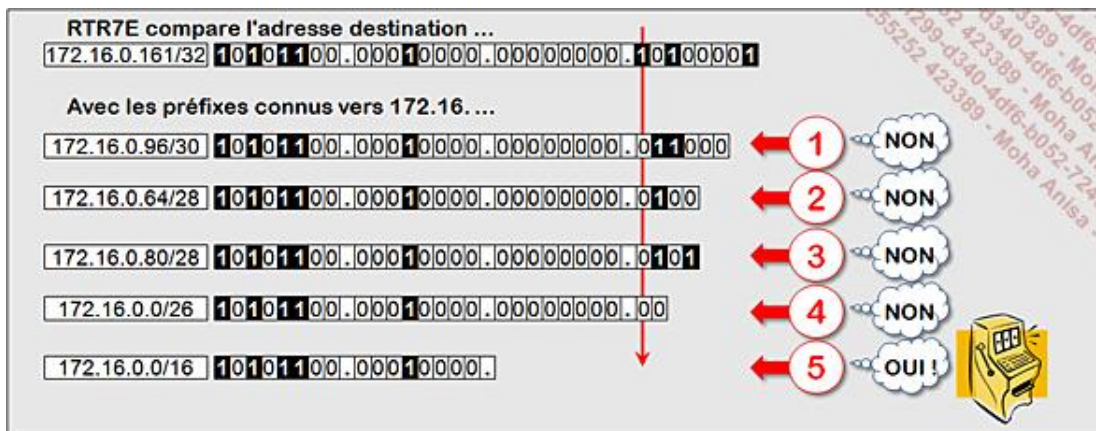 RTR7E compare l'adresse destination ...
172.16.0.161/32 10101100.00010000.00000000.10100001
Avec les préfixes connus vers 172.16. ...
172.16.0.96/30 10101100.00010000.00000000.011000 1 NON
172.16.0.64/28 10101100.00010000.00000000.0100 2 NON
172.16.0.80/28 10101100.00010000.00000000.0101 3 NON
172.16.0.0/26 10101100.00010000.00000000.00 4 NON
172.16.0.0/16 10101100.00010000. 5 OUI !